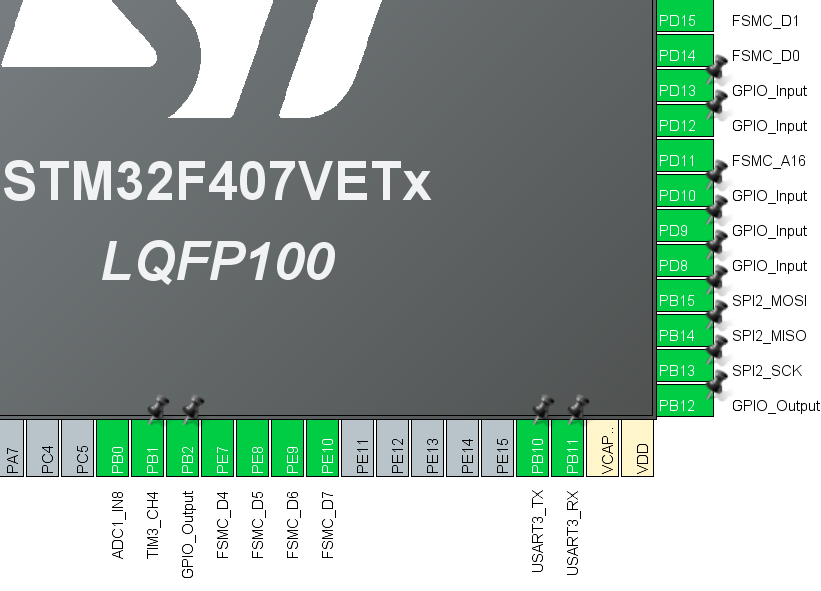 PD15 FSMC_D1
PD14 FSMC_D0
PD13 GPIO_Input
PD12 GPIO_Input
PD11 FSMC_A16
PD10 GPIO_Input
PD9 GPIO_Input
PD8 GPIO_Input
PB15 SPI2_MOSI
PB14 SPI2_MISO
PB13 SPI2_SCK
PB12 GPIO_Output
STM32F407VETx
LQFP100
PA7
PC4
PC5
PB0 ADC1_IN8
PB1 TIM3_CH4
PB2 GPIO_Output
PE7 FSMC_D4
PE8 FSMC_D5
PE9 FSMC_D6
PE10 FSMC_D7
PE11
PE12
PE13
PE14
PE15
PB10 USART3_TX
PB11 USART3_RX
VCAP..
VDD